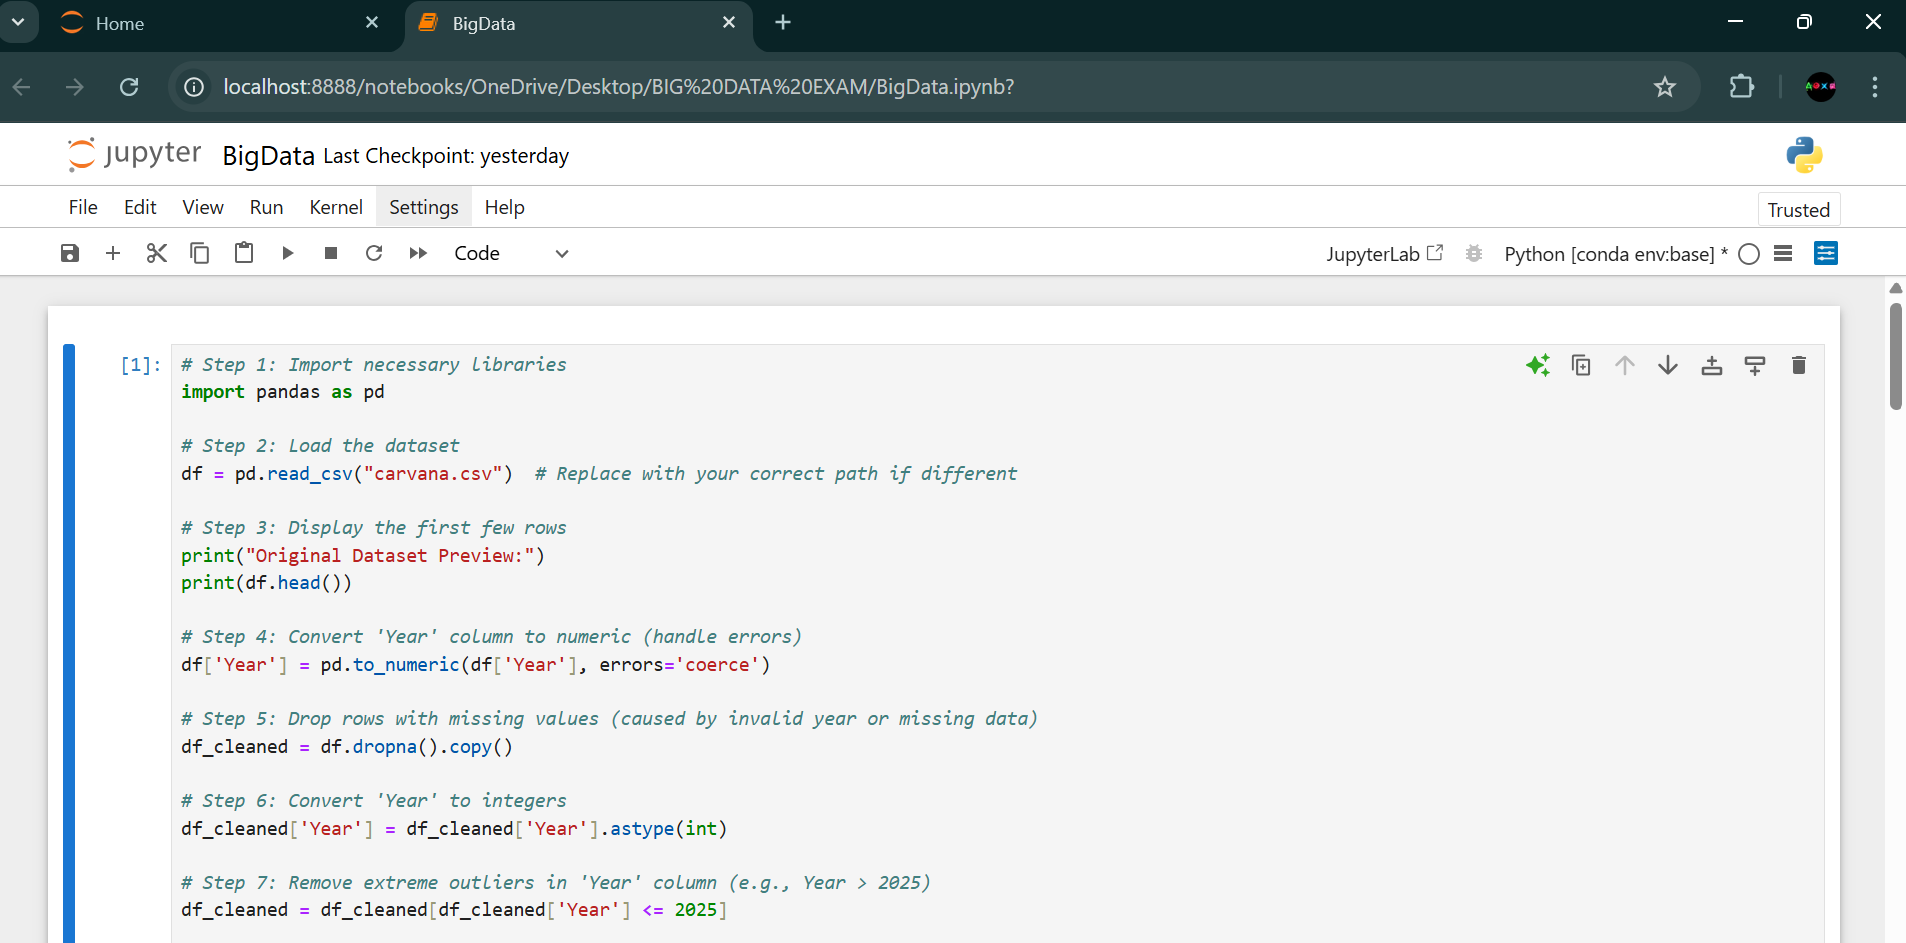 Home
BigData
localhost:8888/notebooks/OneDrive/Desktop/BIG%20DATA%20EXAM/BigData.ipynb?
jupyter BigData Last Checkpoint: yesterday
File Edit View Run Kernel Settings Help
Trusted
Code
JupyterLab
Python [conda env:base] *
[1]:
# Step 1: Import necessary libraries
import pandas as pd
# Step 2: Load the dataset
df = pd.read_csv("carvana.csv")  # Replace with your correct path if different
# Step 3: Display the first few rows
print("Original Dataset Preview:")
print(df.head())
# Step 4: Convert 'Year' column to numeric (handle errors)
df['Year'] = pd.to_numeric(df['Year'], errors='coerce')
# Step 5: Drop rows with missing values (caused by invalid year or missing data)
df_cleaned = df.dropna().copy()
# Step 6: Convert 'Year' to integers
df_cleaned['Year'] = df_cleaned['Year'].astype(int)
# Step 7: Remove extreme outliers in 'Year' column (e.g., Year > 2025)
df_cleaned = df_cleaned[df_cleaned['Year'] <= 2025]